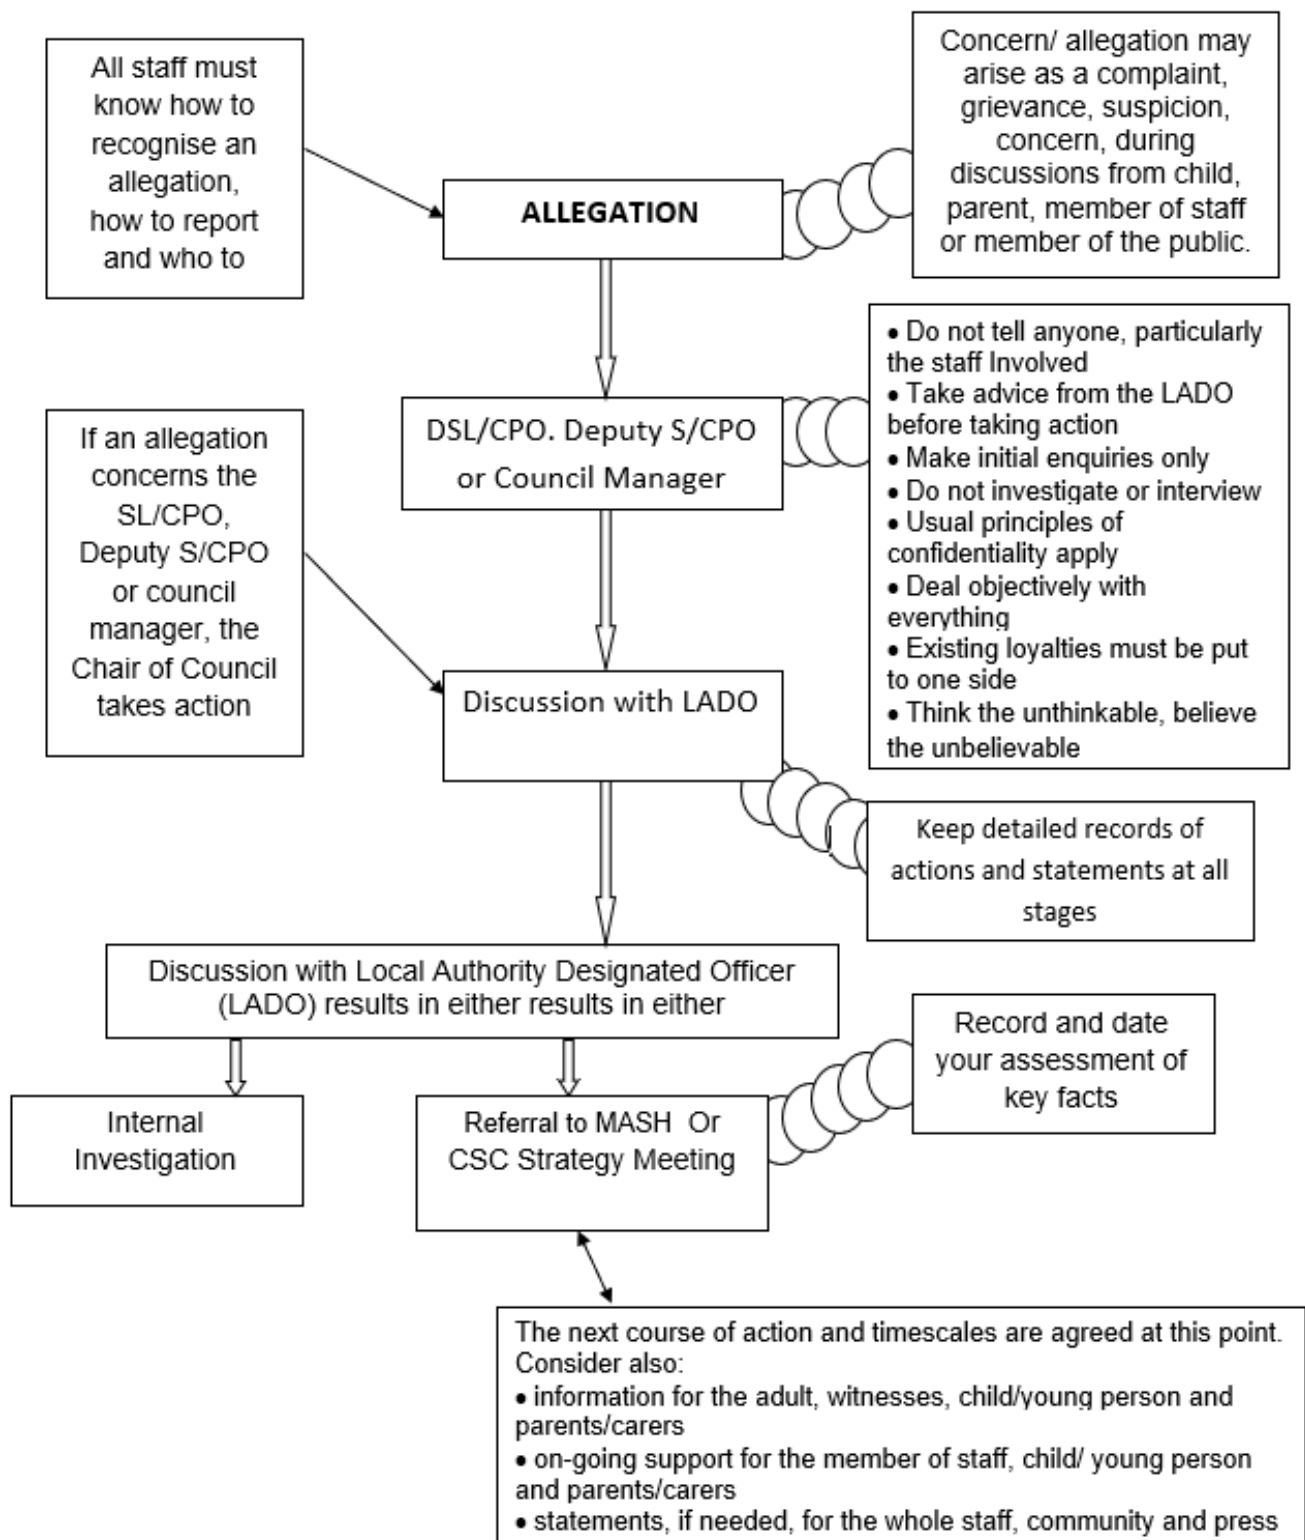 All staff must
know how to
recognise an
allegation,
how to report
and who to
Concern/ allegation may
arise as a complaint,
grievance, suspicion,
concern, during
discussions from child,
parent, member of staff
or member of the public.
ALLEGATION
• Do not tell anyone, particularly
the staff Involved
• Take advice from the LADO
before taking action
• Make initial enquiries only
• Do not investigate or interview
• Usual principles of
confidentiality apply
• Deal objectively with
everything
• Existing loyalties must be put
to one side
• Think the unthinkable, believe
the unbelievable
DSL/CPO. Deputy S/CPO
or Council Manager
If an allegation
concerns the
SL/CPO,
Deputy S/CPO
or council
manager, the
Chair of Council
takes action
Discussion with LADO
Keep detailed records of
actions and statements at all
stages
Discussion with Local Authority Designated Officer
(LADO) results in either results in either
Record and date
your assessment of
key facts
Internal
Investigation
Referral to MASH Or
CSC Strategy Meeting
The next course of action and timescales are agreed at this point.
Consider also:
• information for the adult, witnesses, child/young person and
parents/carers
• on-going support for the member of staff, child/ young person
and parents/carers
• statements, if needed, for the whole staff, community and press